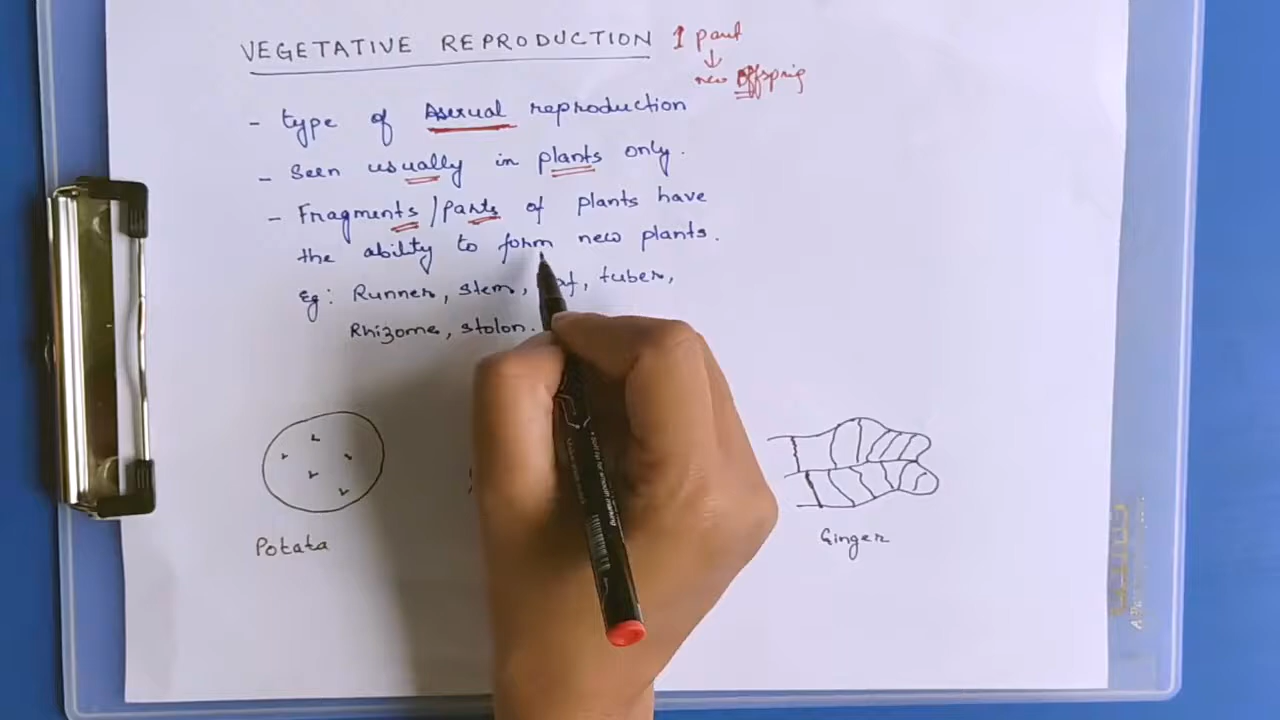 VEGETATIVE REPRODUCTION 1 part
new Offspring
- type of Asexual reproduction
- Seen usually in plants only.
- Fragments / parts of plants have
the ability to form new plants.
Eg : Runner, stem, tuber,
Rhizome, stolon.
Potata
Ginger